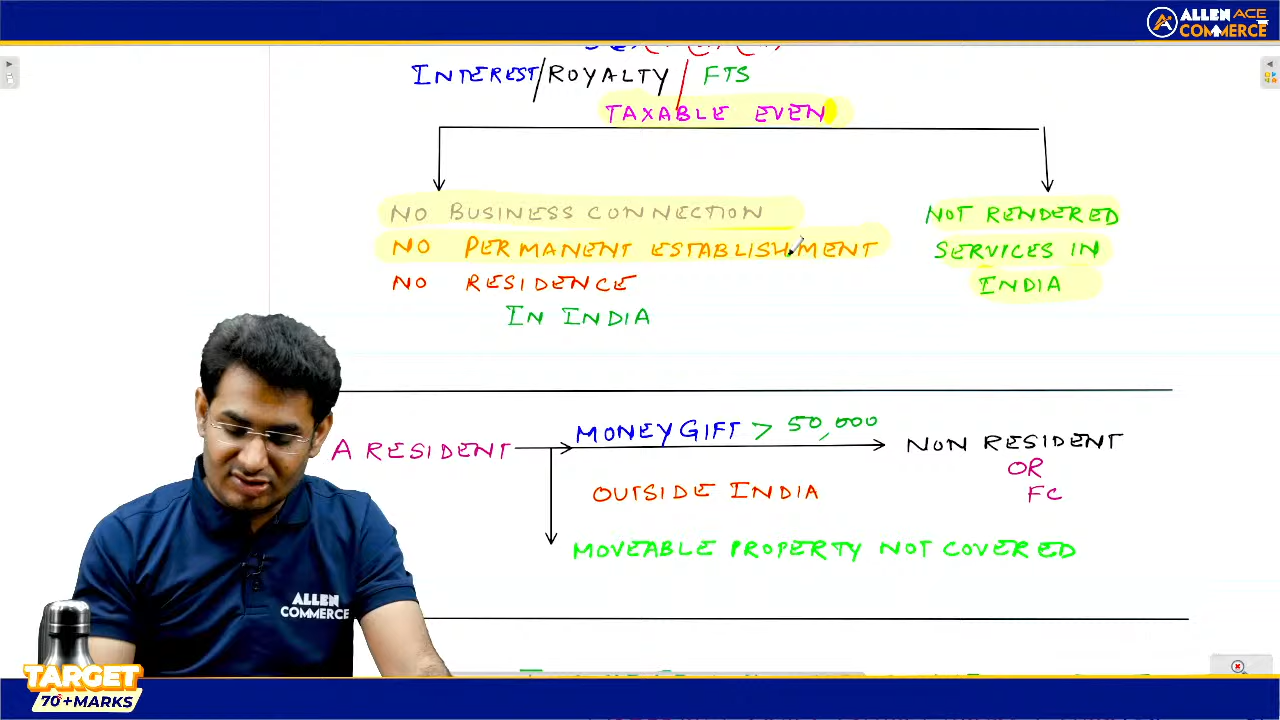 ALLEN ACE
COMMERCE
INTEREST/ROYALTY/FTS
TAXABLE EVEN
NO BUSINESS CONNECTION
NO PERMANENT ESTABLISHMENT
NO RESIDENCE
IN INDIA
NOT RENDERED
SERVICES IN
INDIA
A RESIDENT
MONEY GIFT > 50,000
OUTSIDE INDIA
MOVEABLE PROPERTY NOT COVERED
NON RESIDENT
OR
FC
ALLEN
COMMERCE
TARGET
70+MARKS